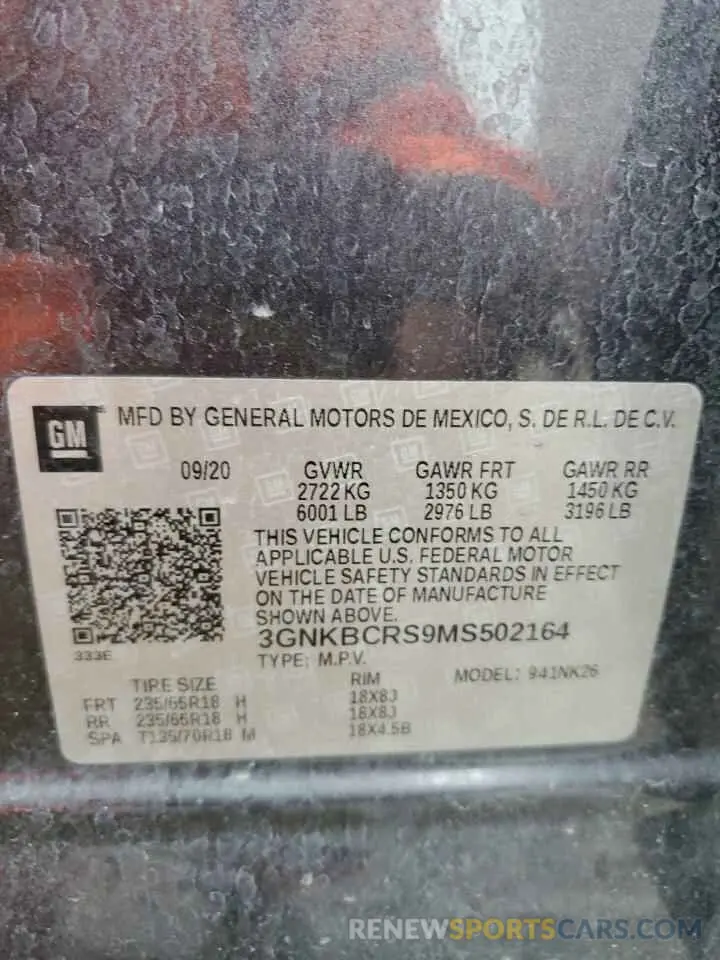 GM
MFD BY GENERAL MOTORS DE MEXICO, S. DE R.L. DE C.V.
09/20 GVWR GAWR FRT GAWR RR
2722 KG 1350 KG 1450 KG
6001 LB 2976 LB 3196 LB
THIS VEHICLE CONFORMS TO ALL
APPLICABLE U.S. FEDERAL MOTOR
VEHICLE SAFETY STANDARDS IN EFFECT
ON THE DATE OF MANUFACTURE
SHOWN ABOVE.
3GNKBCRS9MS502164
333E
TYPE: M.P.V.
MODEL: 941NK26
TIRE SIZE RIM
FRT 235/65R18 H 18X8J
RR 235/65R18 H 18X8J
SPA T135/70R18 M 18X4.5B
RENEWSPORTSCARS.COM